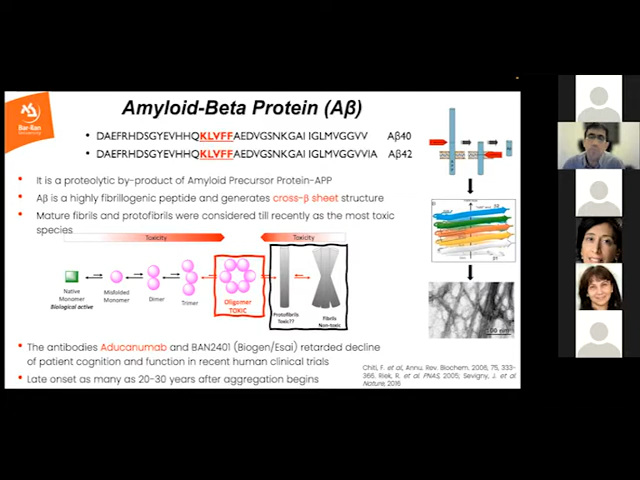 Amyloid-Beta Protein (Aβ)
Bar-Ilan
University
• DAEFRHDSGYEVHHQKLVFFAEDVGSNKGAI IGLMVGGVV Aβ40
• DAEFRHDSGYEVHHQKLVFFAEDVGSNKGAI IGLMVGGVVIA Aβ42
• It is a proteolytic by-product of Amyloid Precursor Protein-APP
• Aβ is a highly fibrillogenic peptide and generates cross-β sheet structure
• Mature fibrils and protofibrils were considered till recently as the most toxic
species
Toxicity
Toxicity
Native
Monomer
Biological active
Misfolded
Monomer
Dimer
Trimer
Oligomer
TOXIC
Protofibrils
Toxic??
Fibrils
Non-toxic
100 nm
• The antibodies Aducanumab and BAN2401 (Biogen/Esai) retarded decline
of patient cognition and function in recent human clinical trials
• Late onset as many as 20-30 years after aggregation begins
Chiti, F. et al, Annu. Rev. Biochem, 2006, 75, 333-
366. Riek, R. et al. PNAS, 2005; Sevigny, J. et al.
Nature, 2016